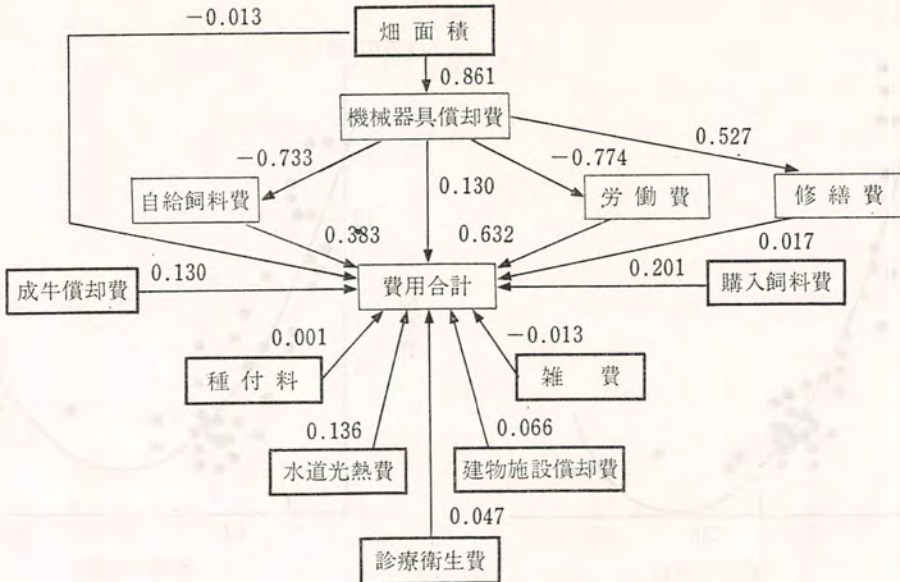 −0.013
畑面積
0.861
機械器具償却費
−0.733
−0.774
0.527
0.130
自給飼料費
労働費
修繕費
0.383
0.632
0.017
0.130
0.201
成牛償却費
費用合計
購入飼料費
0.001
−0.013
種付料
雑費
0.136
0.066
水道光熱費
建物施設償却費
0.047
診療衛生費